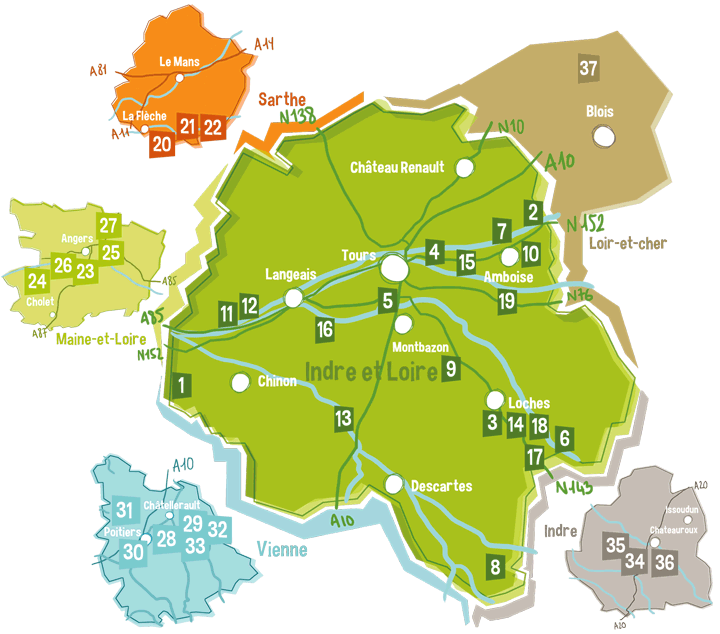 Le Mans
A14
A81
La Flèche
A11
20
21
22
Sarthe
N138
37
Blois
Loir-et-cher
N10
A10
Château Renault
N152
2
7
4
15
10
Tours
Amboise
Langeais
19
N76
5
11
12
16
Montbazon
Indre et Loire
27
Angers
25
26
23
24
Cholet
A85
A87
Maine-et-Loire
A85
N152
1
Chinon
9
Loches
13
3
14
18
6
17
N143
Descartes
A10
8
Vienne
A10
31
Châtellerault
Poitiers
29
32
28
30
33
Indre
A20
Issoudun
Chateauroux
35
34
36
A20